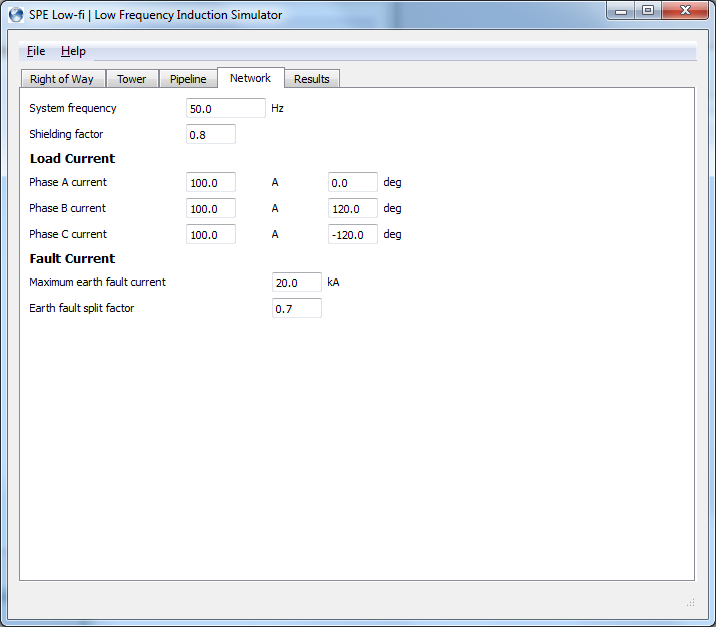 SPE Low-fi | Low Frequency Induction Simulator
File Help
Right of Way Tower Pipeline Network Results
System frequency 50.0 Hz
Shielding factor 0.8
Load Current
Phase A current 100.0 A 0.0 deg
Phase B current 100.0 A 120.0 deg
Phase C current 100.0 A -120.0 deg
Fault Current
Maximum earth fault current 20.0 kA
Earth fault split factor 0.7